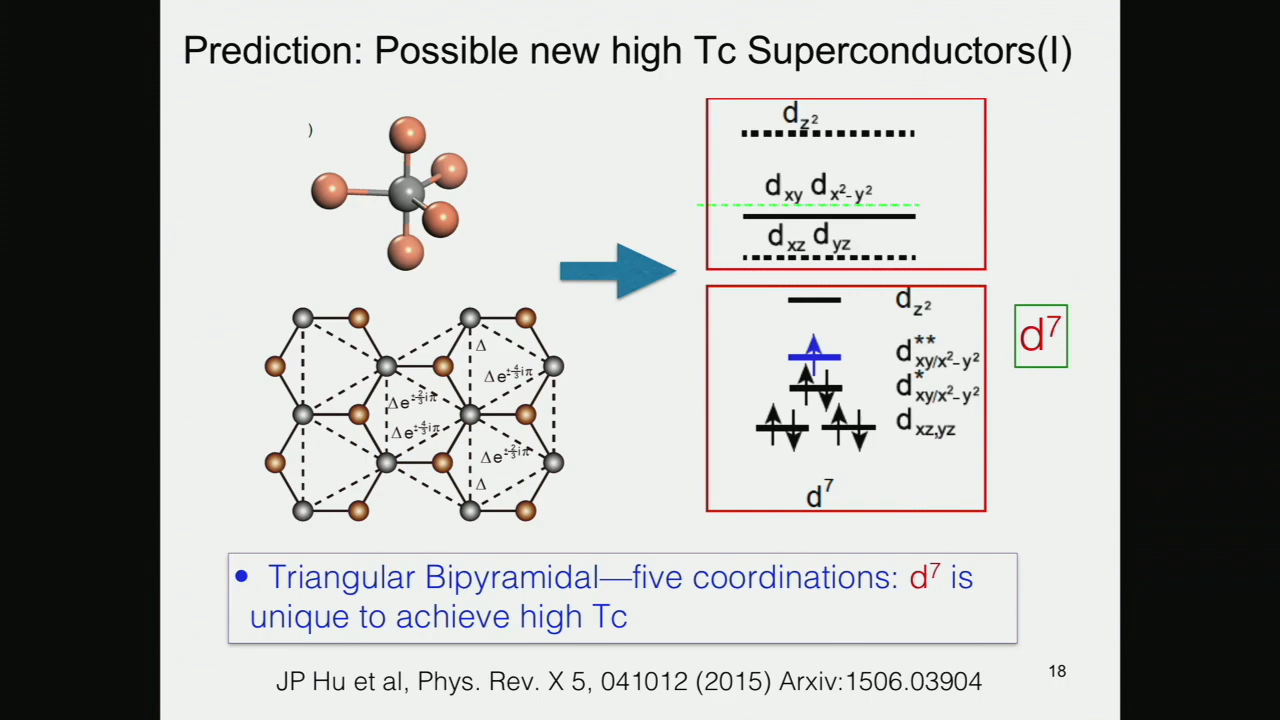 Prediction: Possible new high Tc Superconductors(I)
)
d_z²
d_xy d_x²-y²
d_xz d_yz
d_z²
d**_xy/x²-y²
d*_xy/x²-y²
d_xz,yz
d⁷
d⁷
Δ
Δe^±4/3iπ
Δe^±2/3iπ
Δe^±4/3iπ
Δe^±2/3iπ
Δ
• Triangular Bipyramidal—five coordinations: d⁷ is
unique to achieve high Tc
JP Hu et al, Phys. Rev. X 5, 041012 (2015) Arxiv:1506.03904
18